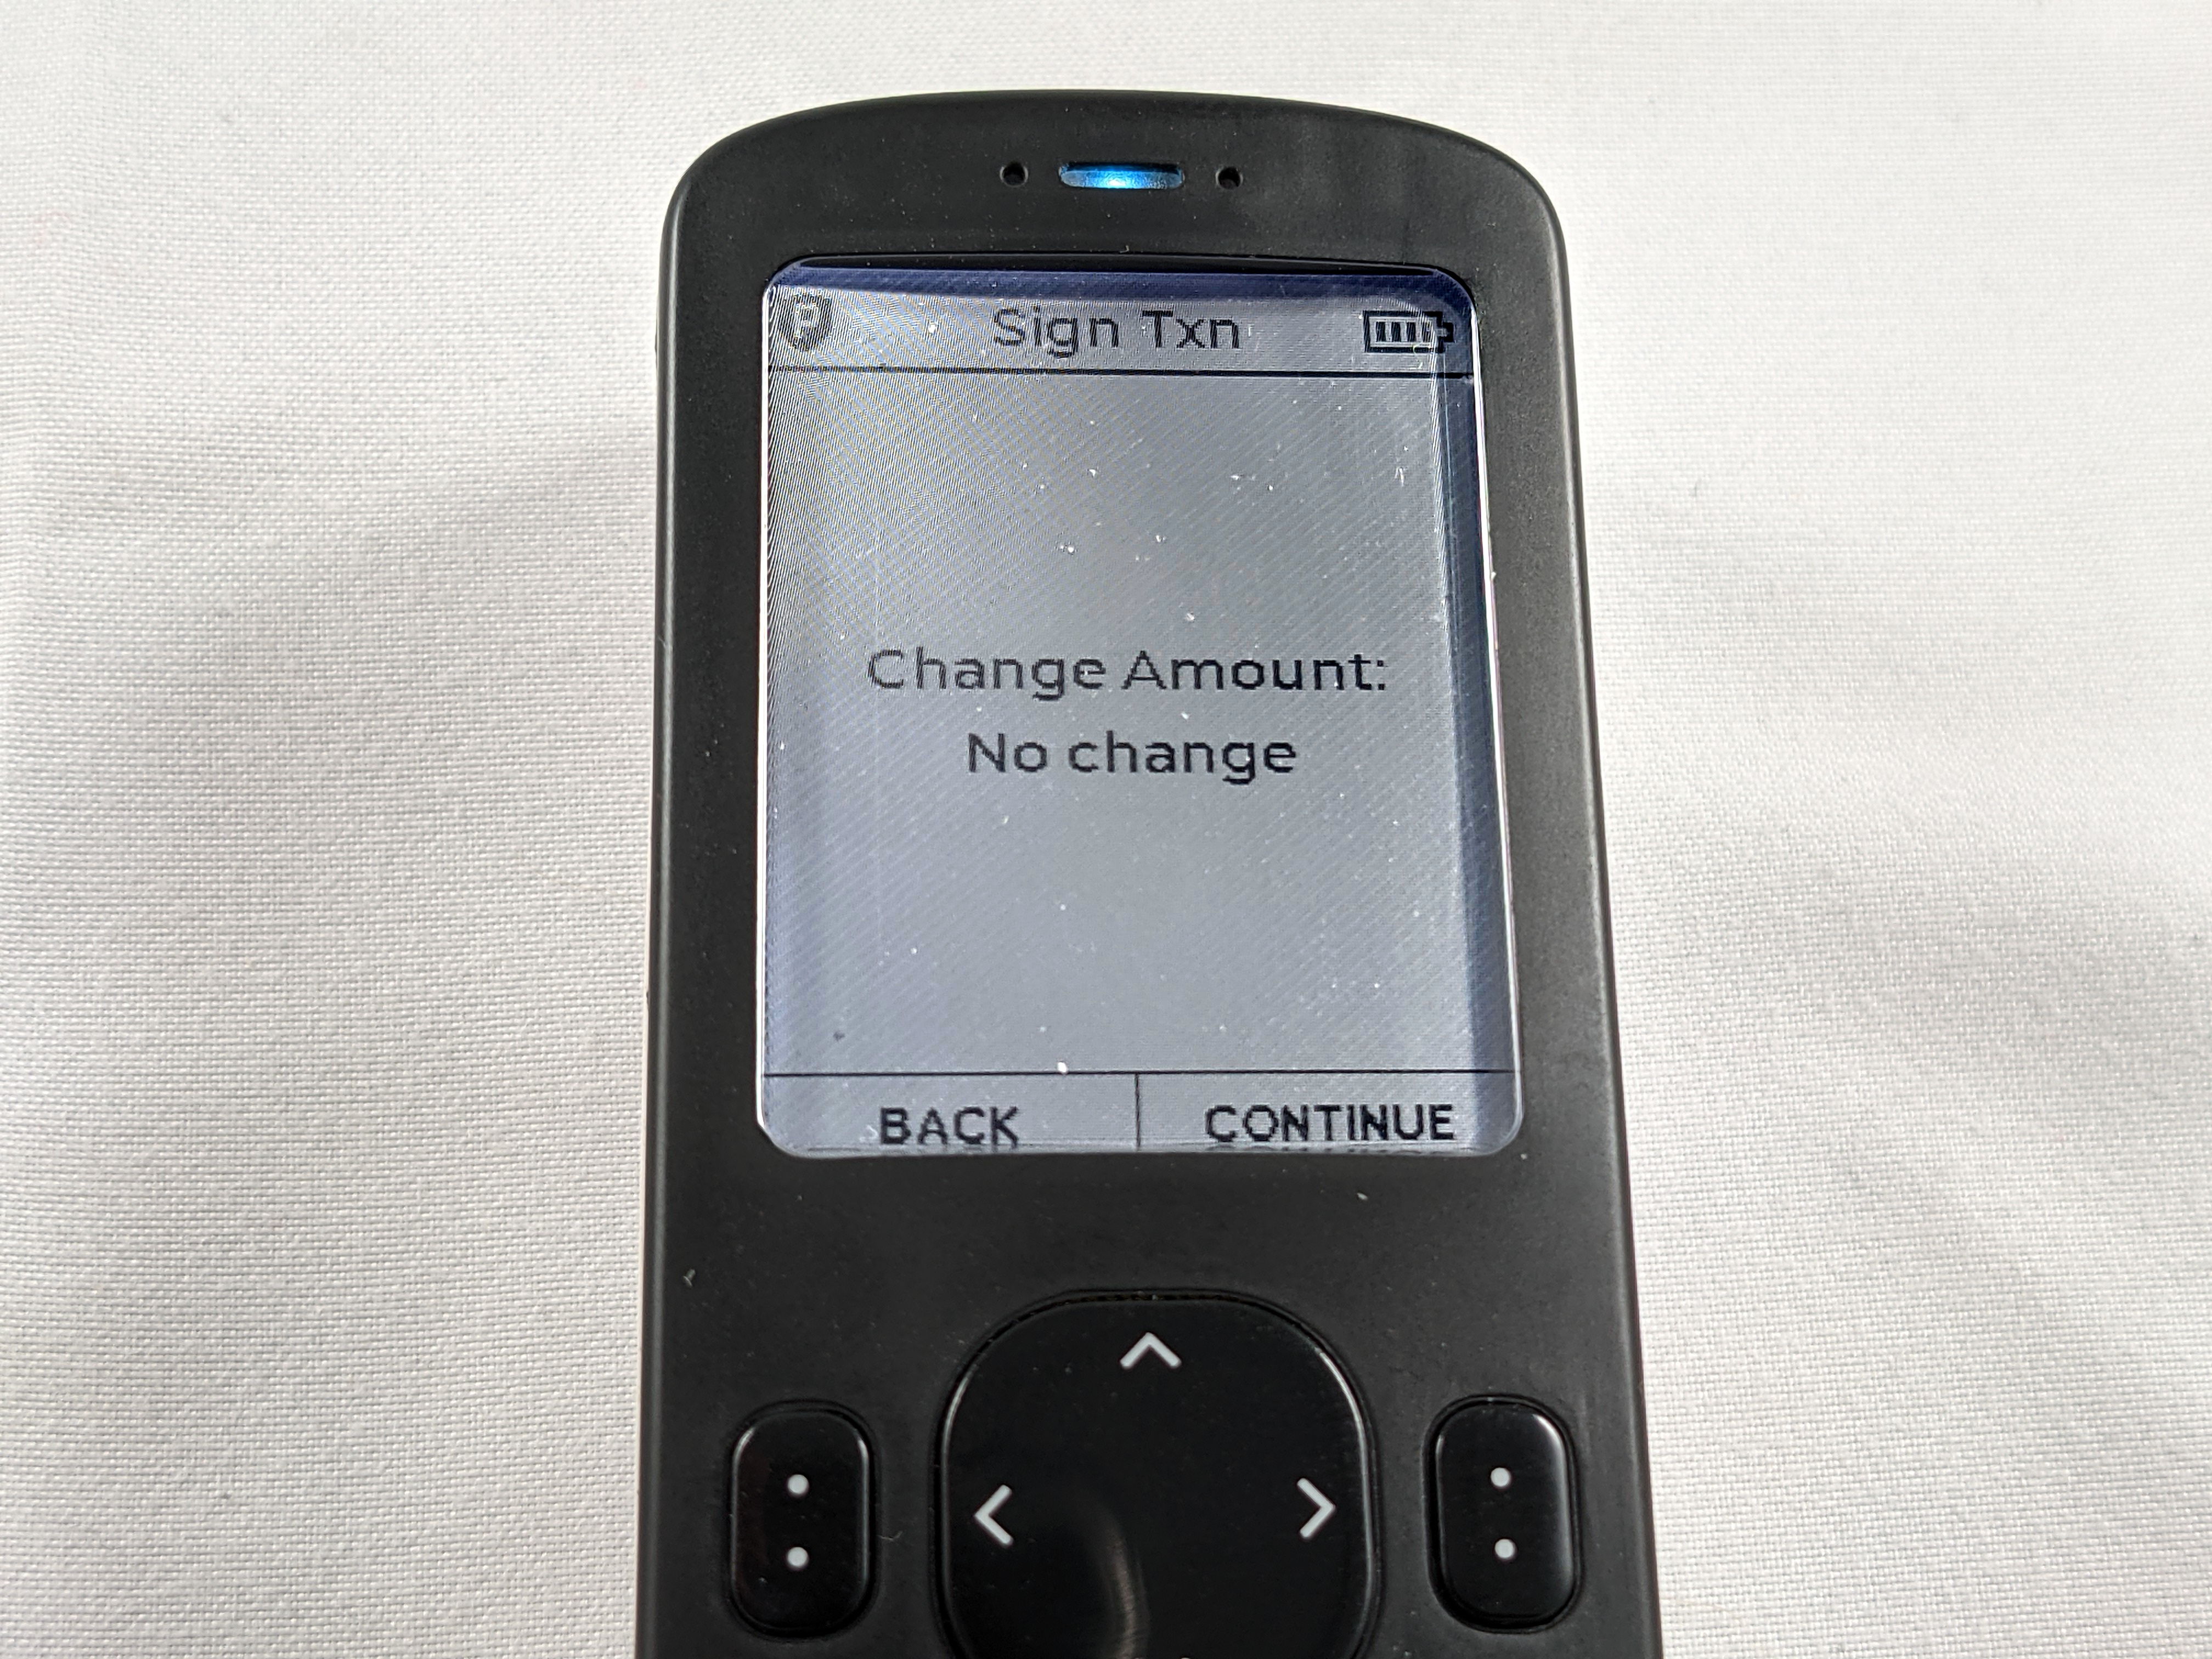 Sign Txn
Change Amount:
No change
BACK
CONTINUE